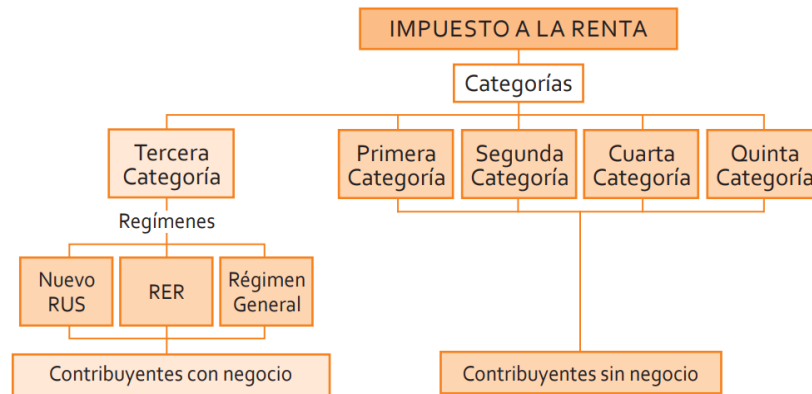 IMPUESTO A LA RENTA
Categorías
Tercera
Categoría
Primera
Categoría
Segunda
Categoría
Cuarta
Categoría
Quinta
Categoría
Regímenes
Nuevo
RUS
RER
Régimen
General
Contribuyentes con negocio
Contribuyentes sin negocio